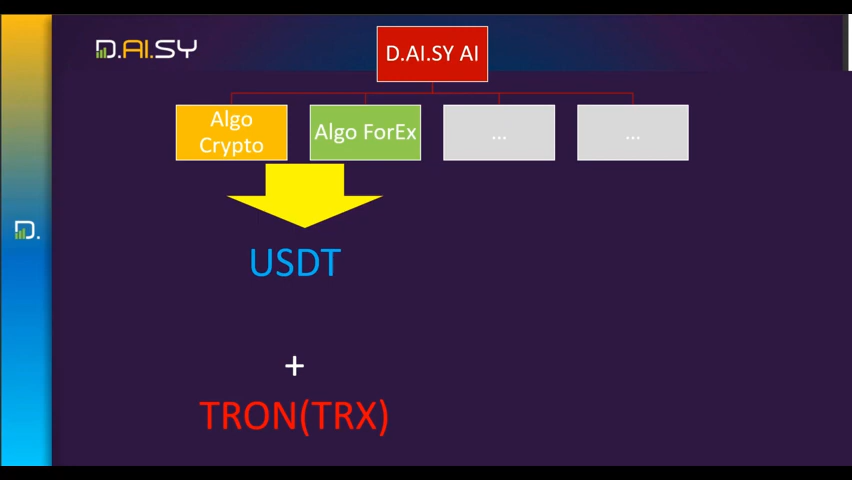 D.AI.SY
D.AI.SY AI
Algo
Crypto
Algo ForEx
...
...
D.
USDT
+
TRON(TRX)